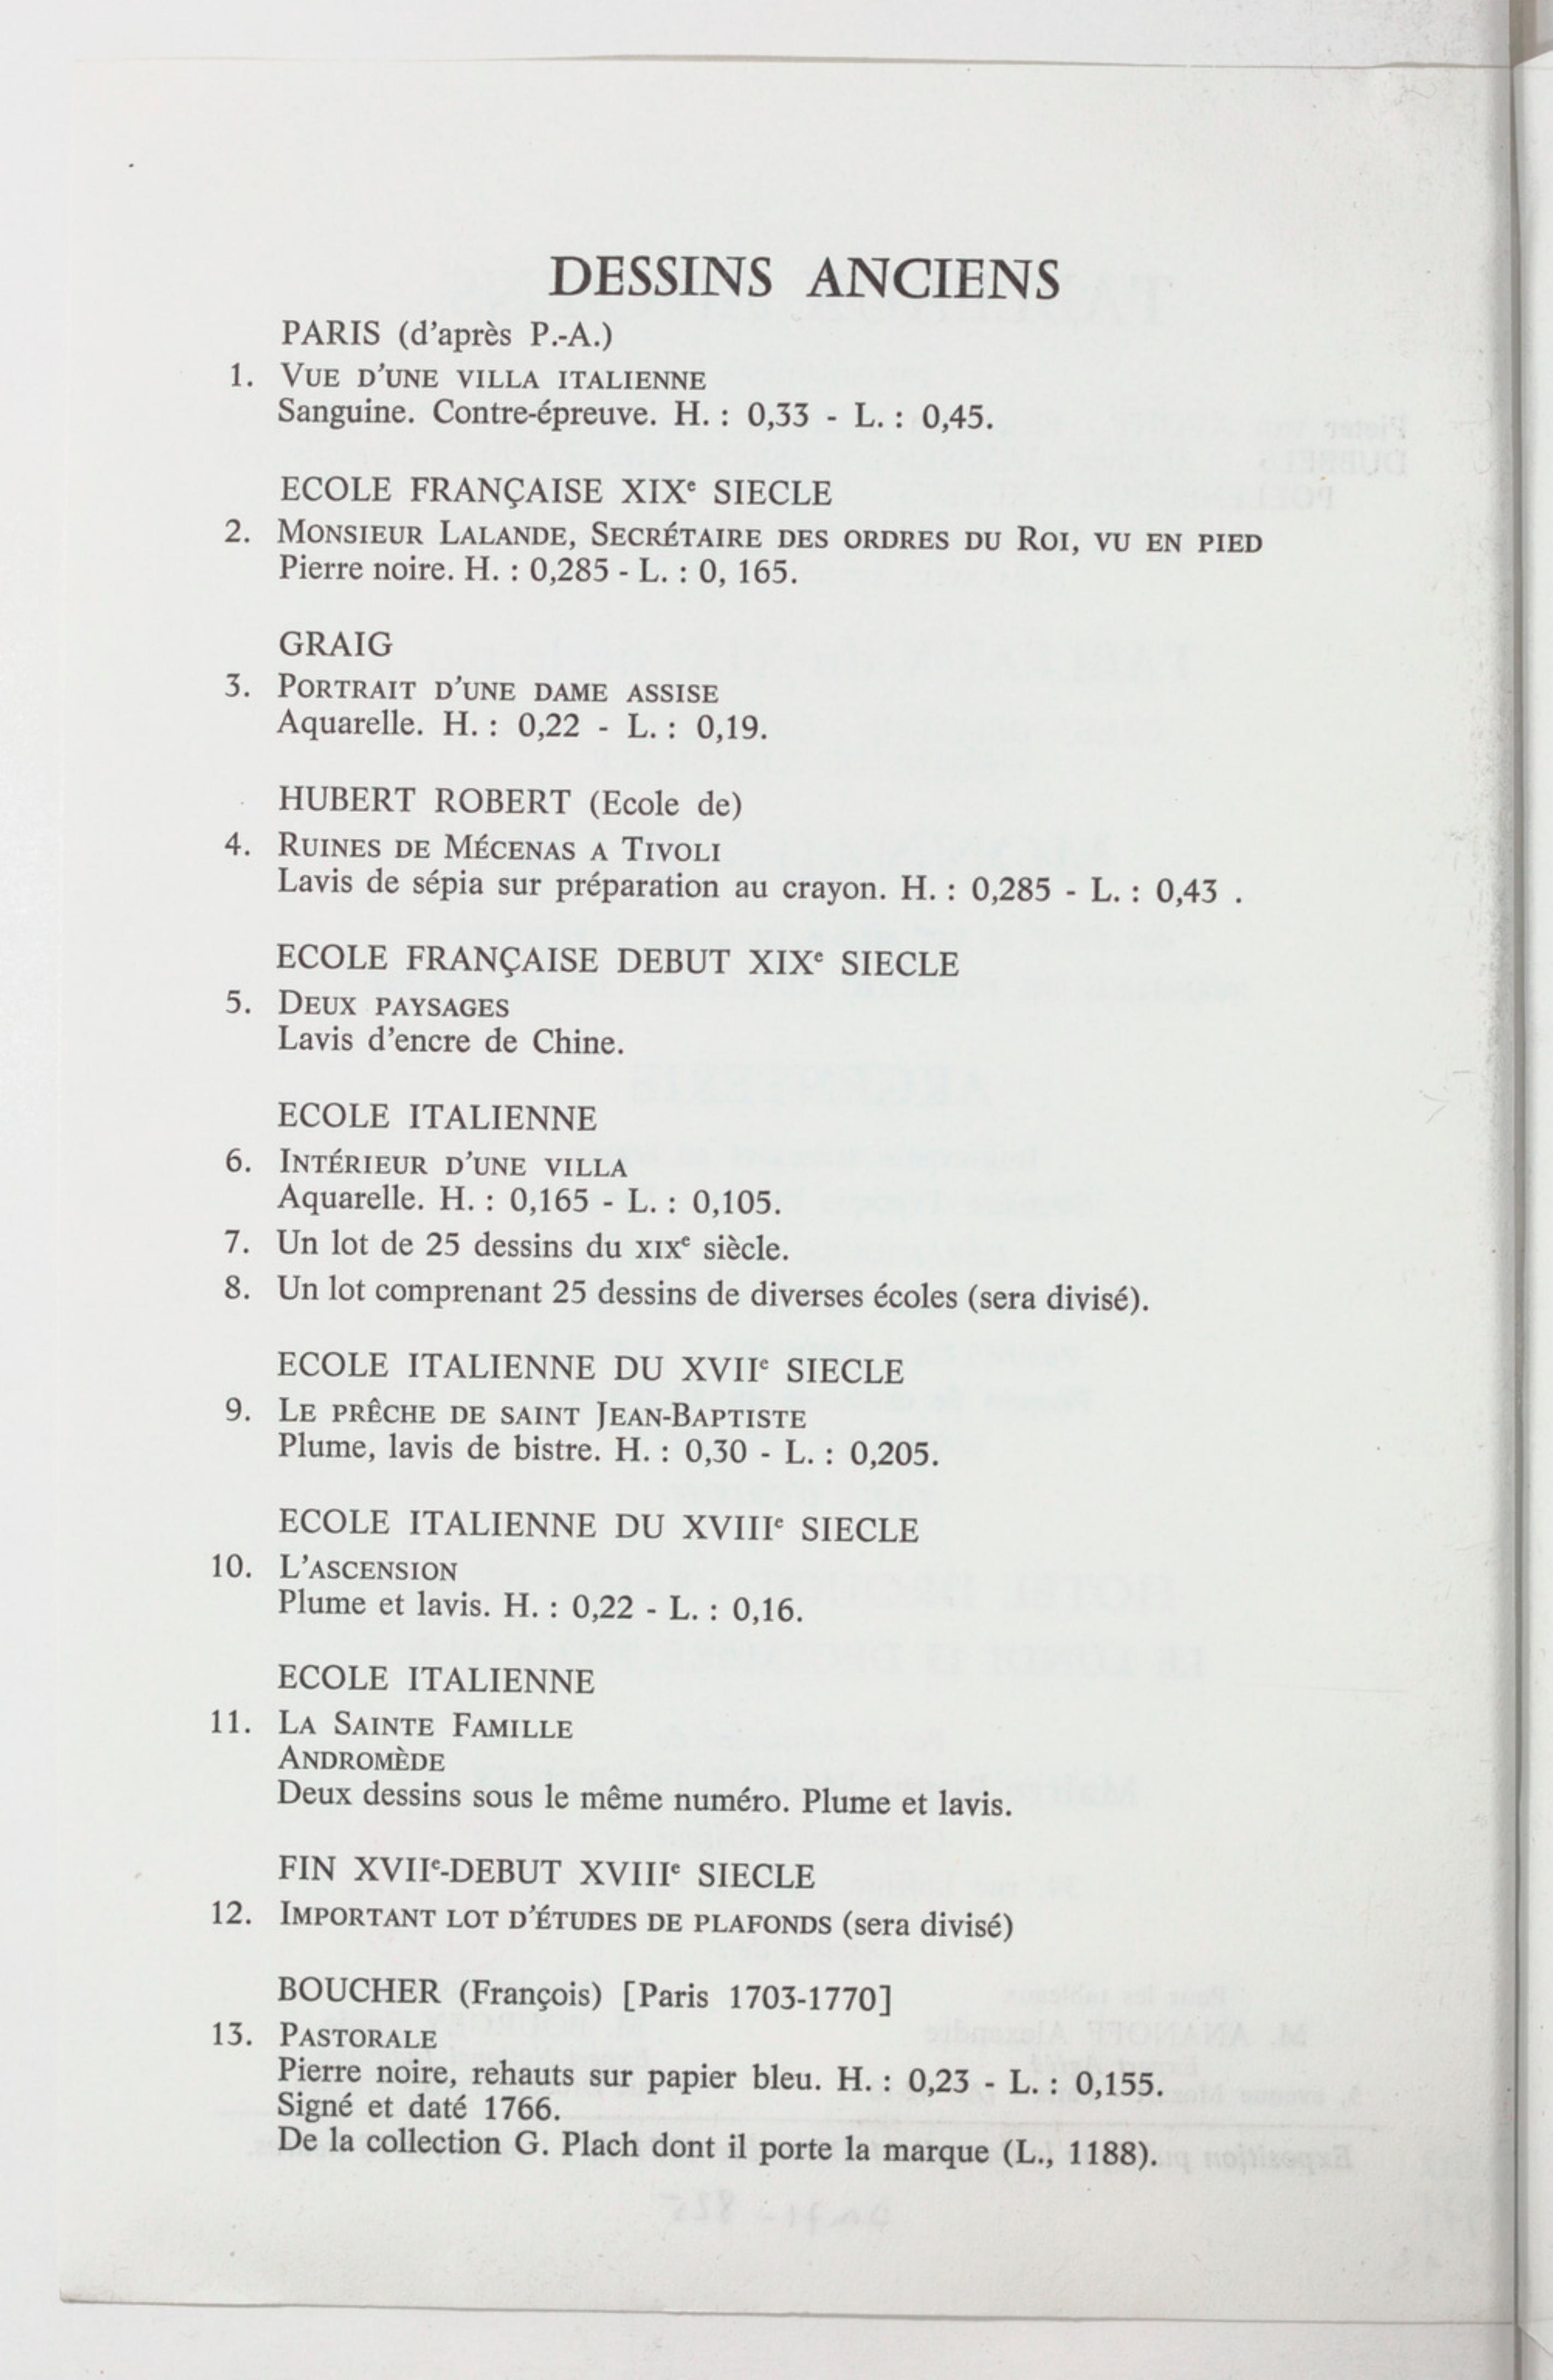 DESSINS ANCIENS
PARIS (d'après P.-A.)
1. VUE D'UNE VILLA ITALIENNE
Sanguine. Contre-épreuve. H. : 0,33 - L. : 0,45.
ECOLE FRANÇAISE XIXe SIECLE
2. MONSIEUR LALANDE, SECRÉTAIRE DES ORDRES DU ROI, VU EN PIED
Pierre noire. H. : 0,285 - L. : 0, 165.
GRAIG
3. PORTRAIT D'UNE DAME ASSISE
Aquarelle. H. : 0,22 - L. : 0,19.
HUBERT ROBERT (Ecole de)
4. RUINES DE MÉCENAS A TIVOLI
Lavis de sépia sur préparation au crayon. H. : 0,285 - L. : 0,43 .
ECOLE FRANÇAISE DEBUT XIXe SIECLE
5. DEUX PAYSAGES
Lavis d'encre de Chine.
ECOLE ITALIENNE
6. INTÉRIEUR D'UNE VILLA
Aquarelle. H. : 0,165 - L. : 0,105.
7. Un lot de 25 dessins du XIXe siècle.
8. Un lot comprenant 25 dessins de diverses écoles (sera divisé).
ECOLE ITALIENNE DU XVIIe SIECLE
9. LE PRÊCHE DE SAINT JEAN-BAPTISTE
Plume, lavis de bistre. H. : 0,30 - L. : 0,205.
ECOLE ITALIENNE DU XVIIIe SIECLE
10. L'ASCENSION
Plume et lavis. H. : 0,22 - L. : 0,16.
ECOLE ITALIENNE
11. LA SAINTE FAMILLE
ANDROMÈDE
Deux dessins sous le même numéro. Plume et lavis.
FIN XVIIe-DEBUT XVIIIe SIECLE
12. IMPORTANT LOT D'ÉTUDES DE PLAFONDS (sera divisé)
BOUCHER (François) [Paris 1703-1770]
13. PASTORALE
Pierre noire, rehauts sur papier bleu. H. : 0,23 - L. : 0,155.
Signé et daté 1766.
De la collection G. Plach dont il porte la marque (L., 1188).